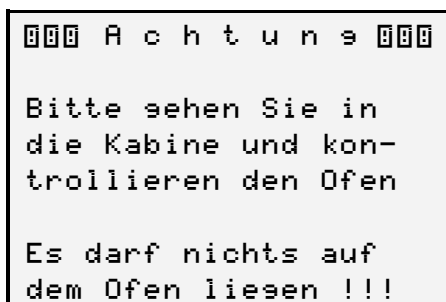 !!! A c h t u n g !!!
Bitte gehen Sie in
die Kabine und kon-
trollieren den Ofen
Es darf nichts auf
dem Ofen liegen !!!